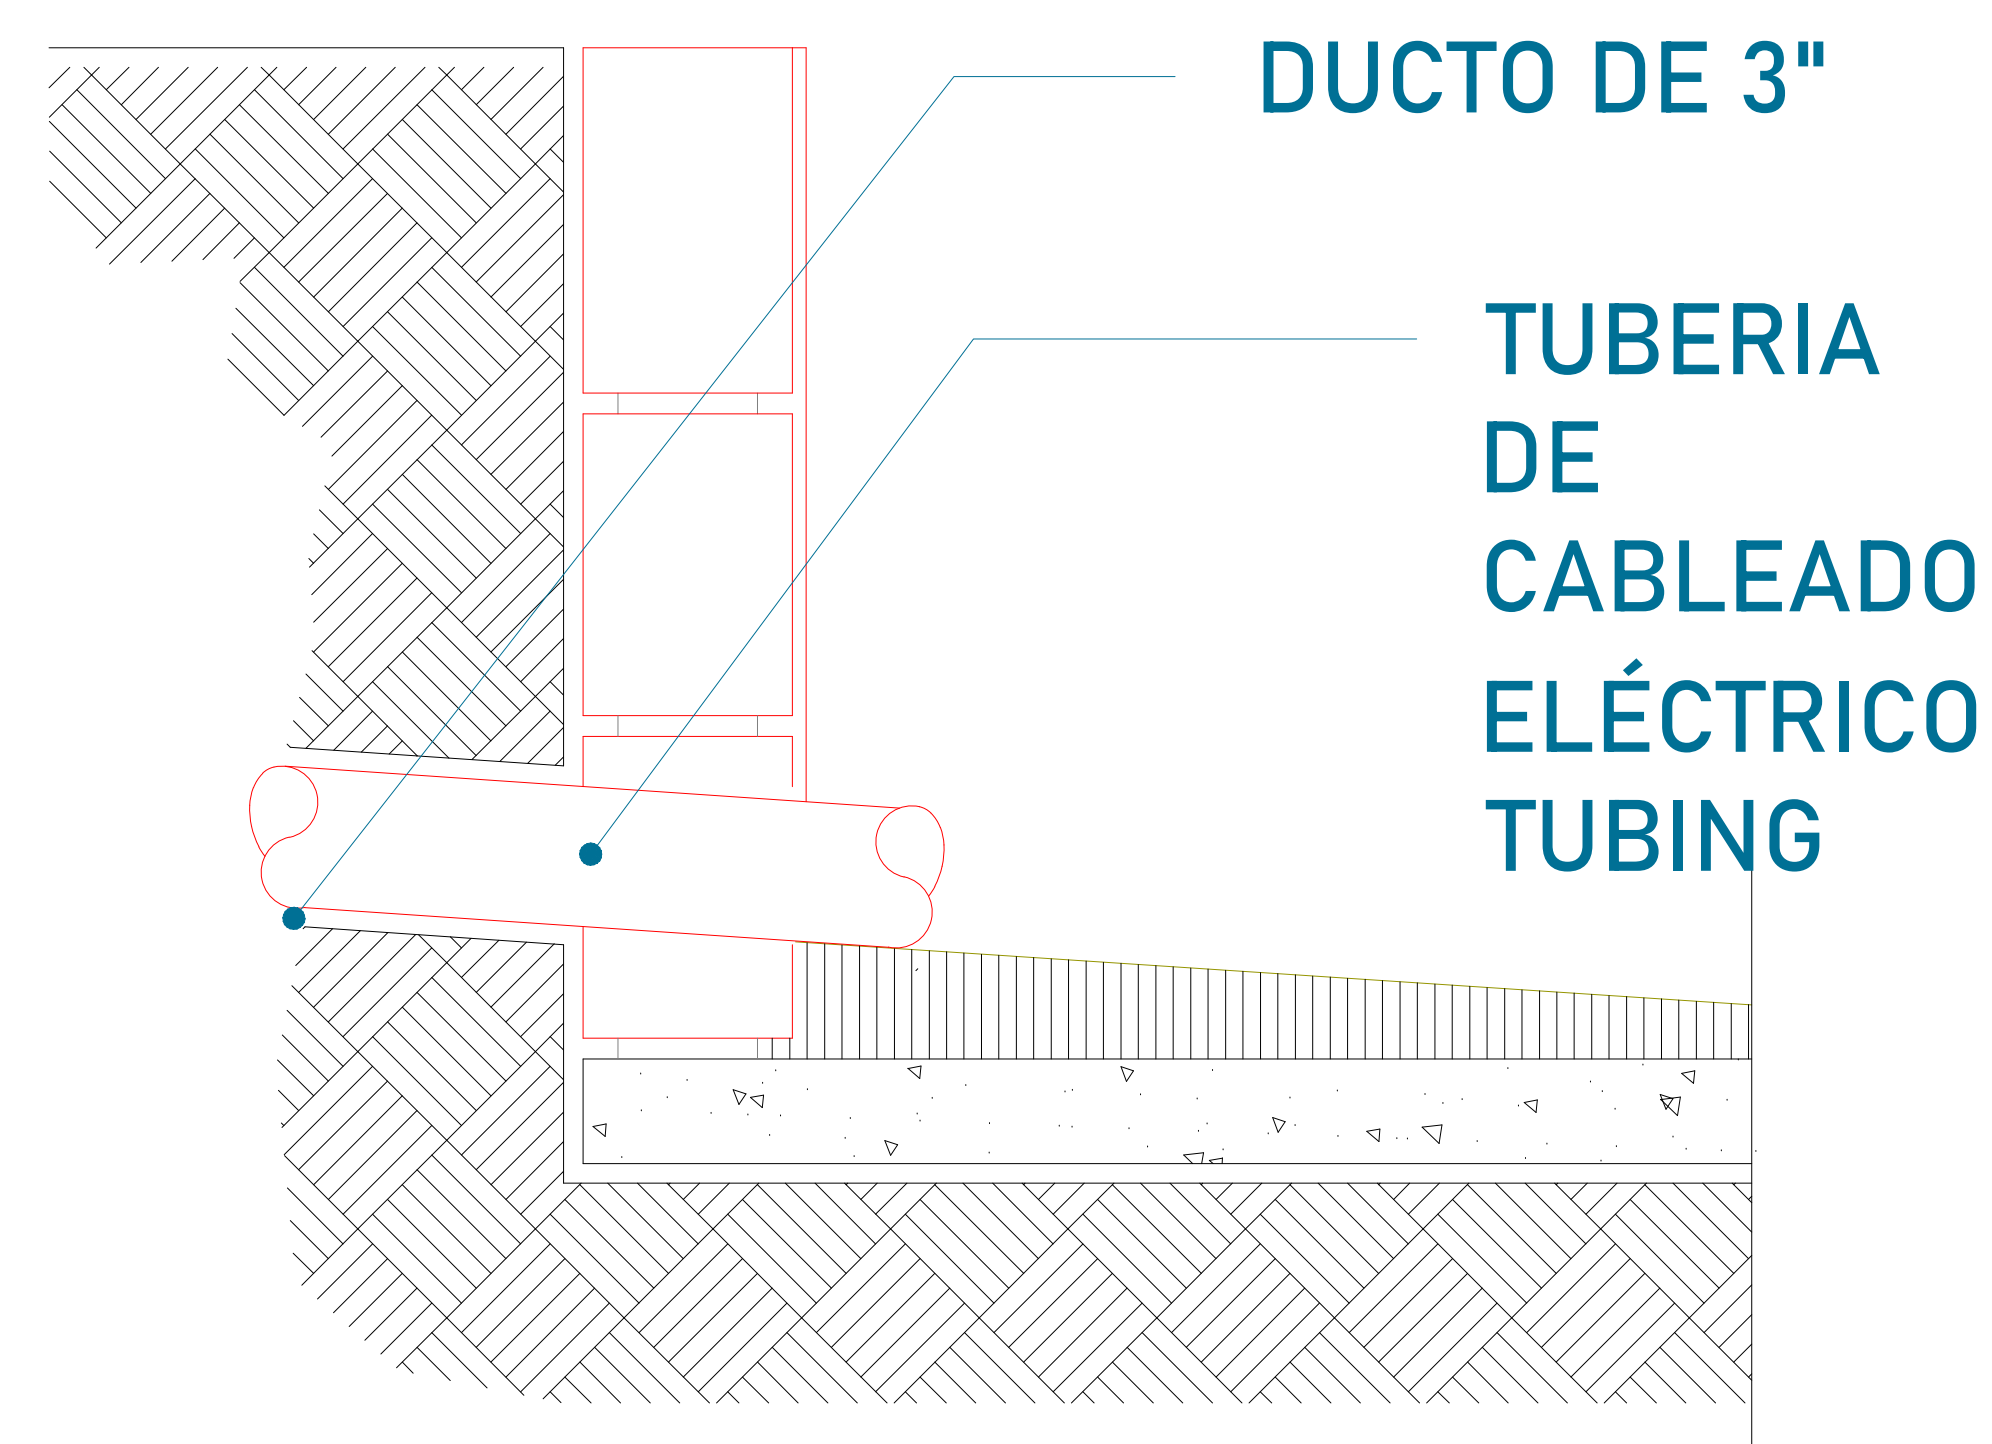 DUCTO DE 3"
TUBERIA
DE
CABLEADO
ELÉCTRICO
TUBING